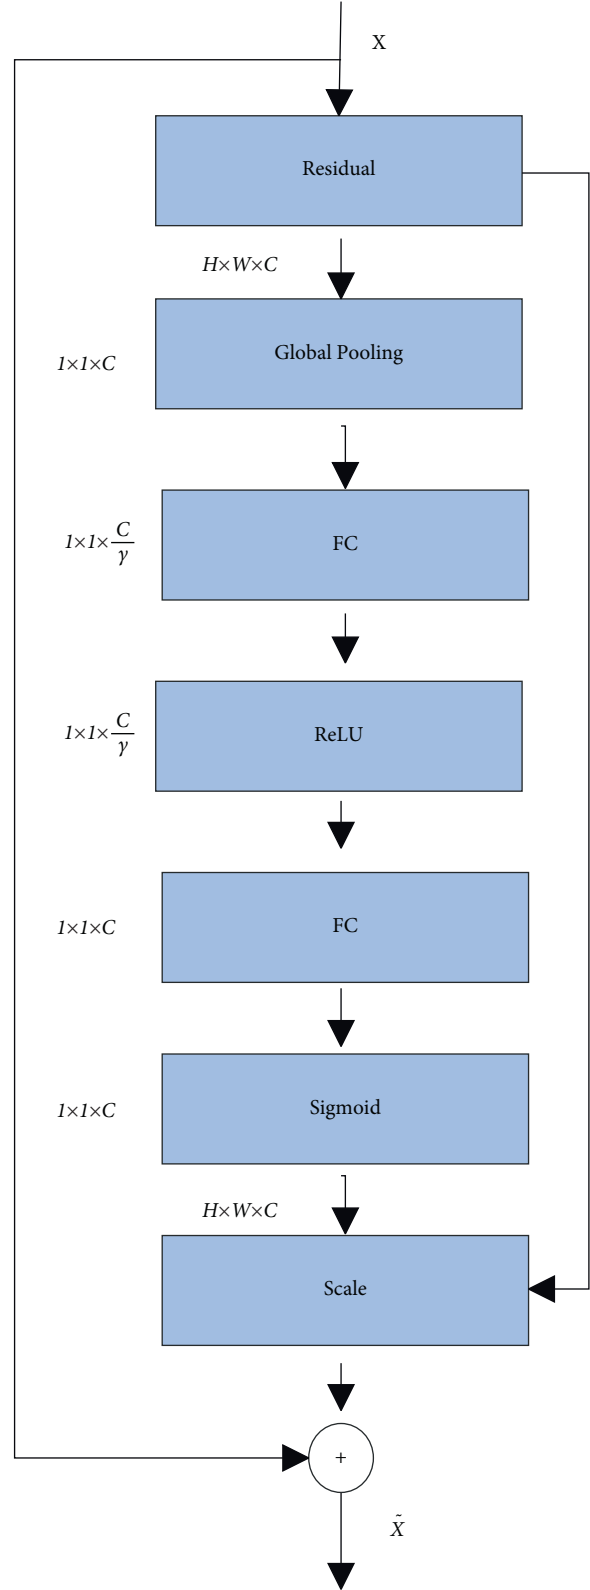 X
Residual
H×W×C
Global Pooling
1×1×C
FC
1×1×C/γ
ReLU
1×1×C/γ
FC
1×1×C
Sigmoid
1×1×C
H×W×C
Scale
+
X̃